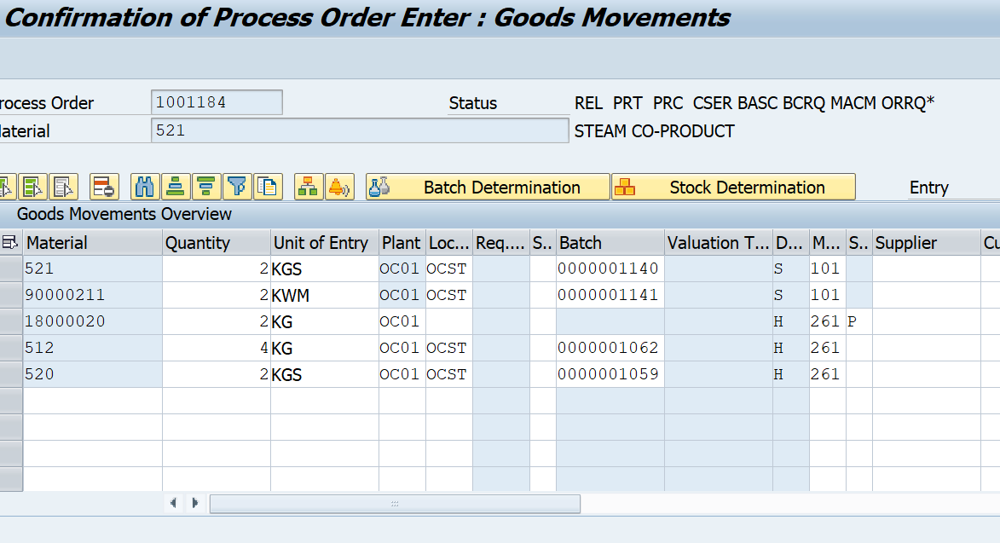 Confirmation of Process Order Enter : Goods Movements
rocess Order 1001184 Status REL PRT PRC CSER BASC BCRQ MACM ORRQ*
aterial 521 STEAM CO-PRODUCT
Batch Determination Stock Determination Entry
Goods Movements Overview
Material Quantity Unit of Entry Plant Loc... Req.... S.. Batch Valuation T... D... M... S.. Supplier Cu
521 2 KGS OC01 OCST 0000001140 S 101
90000211 2 KWM OC01 OCST 0000001141 S 101
18000020 2 KG OC01 H 261 P
512 4 KG OC01 OCST 0000001062 H 261
520 2 KGS OC01 OCST 0000001059 H 261